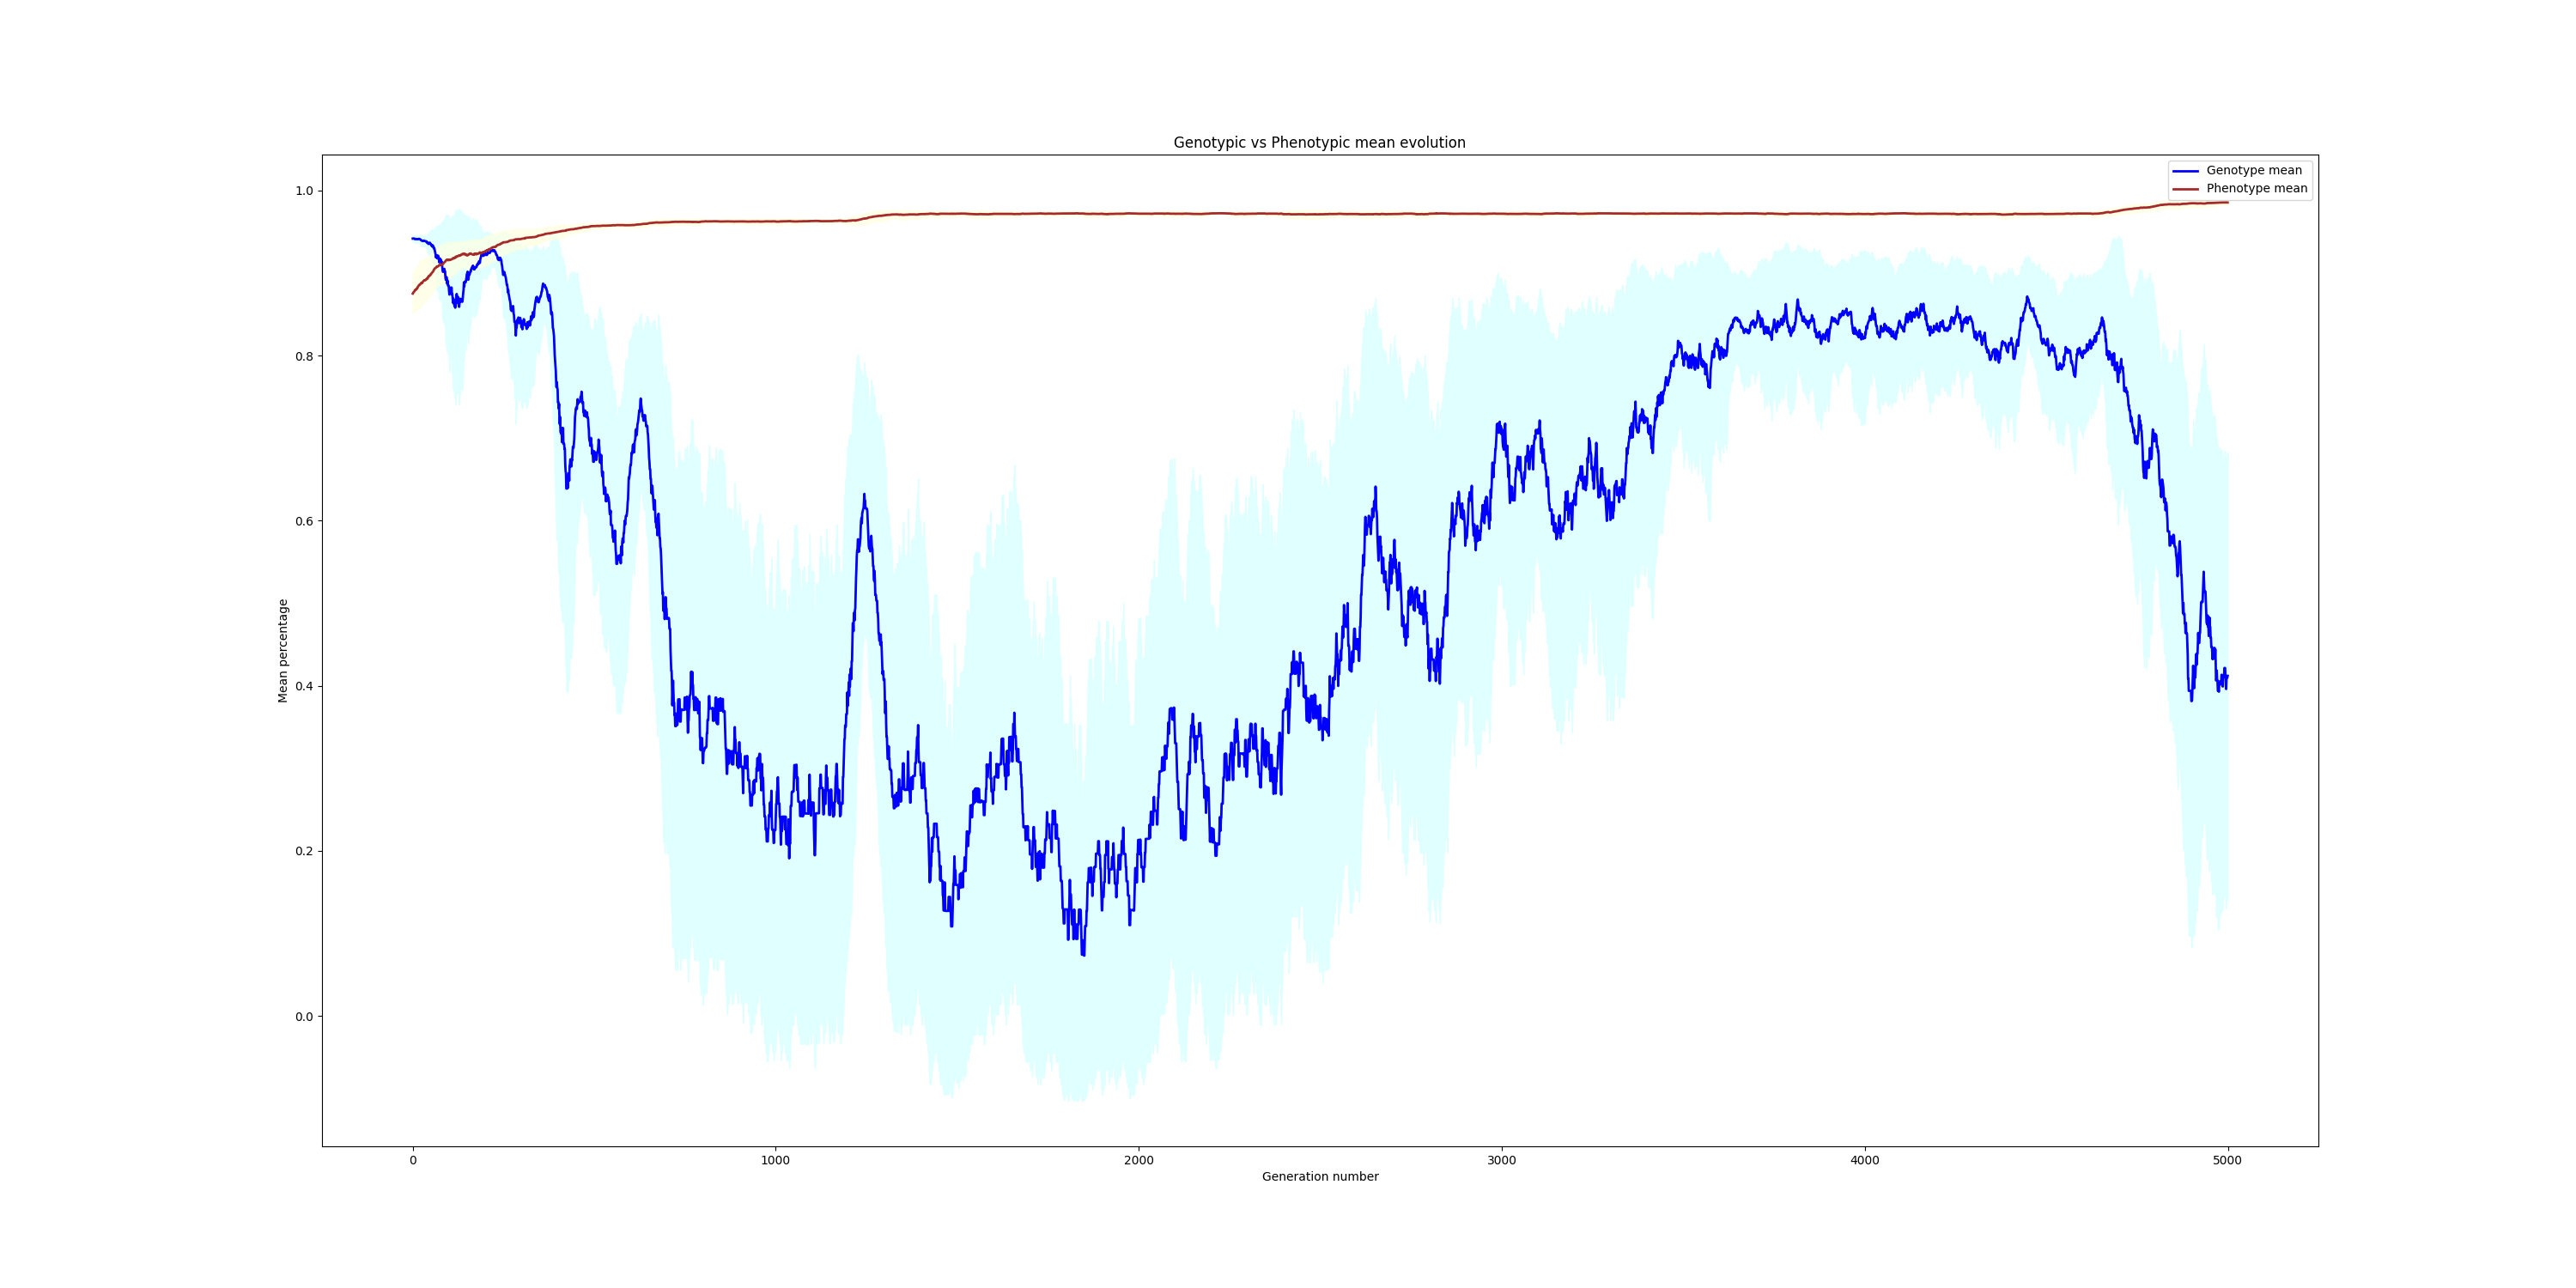 Genotypic vs Phenotypic mean evolution
Genotype mean
Phenotype mean
Mean percentage
1.0
0.8
0.6
0.4
0.2
0.0
0
1000
2000
3000
4000
5000
Generation number